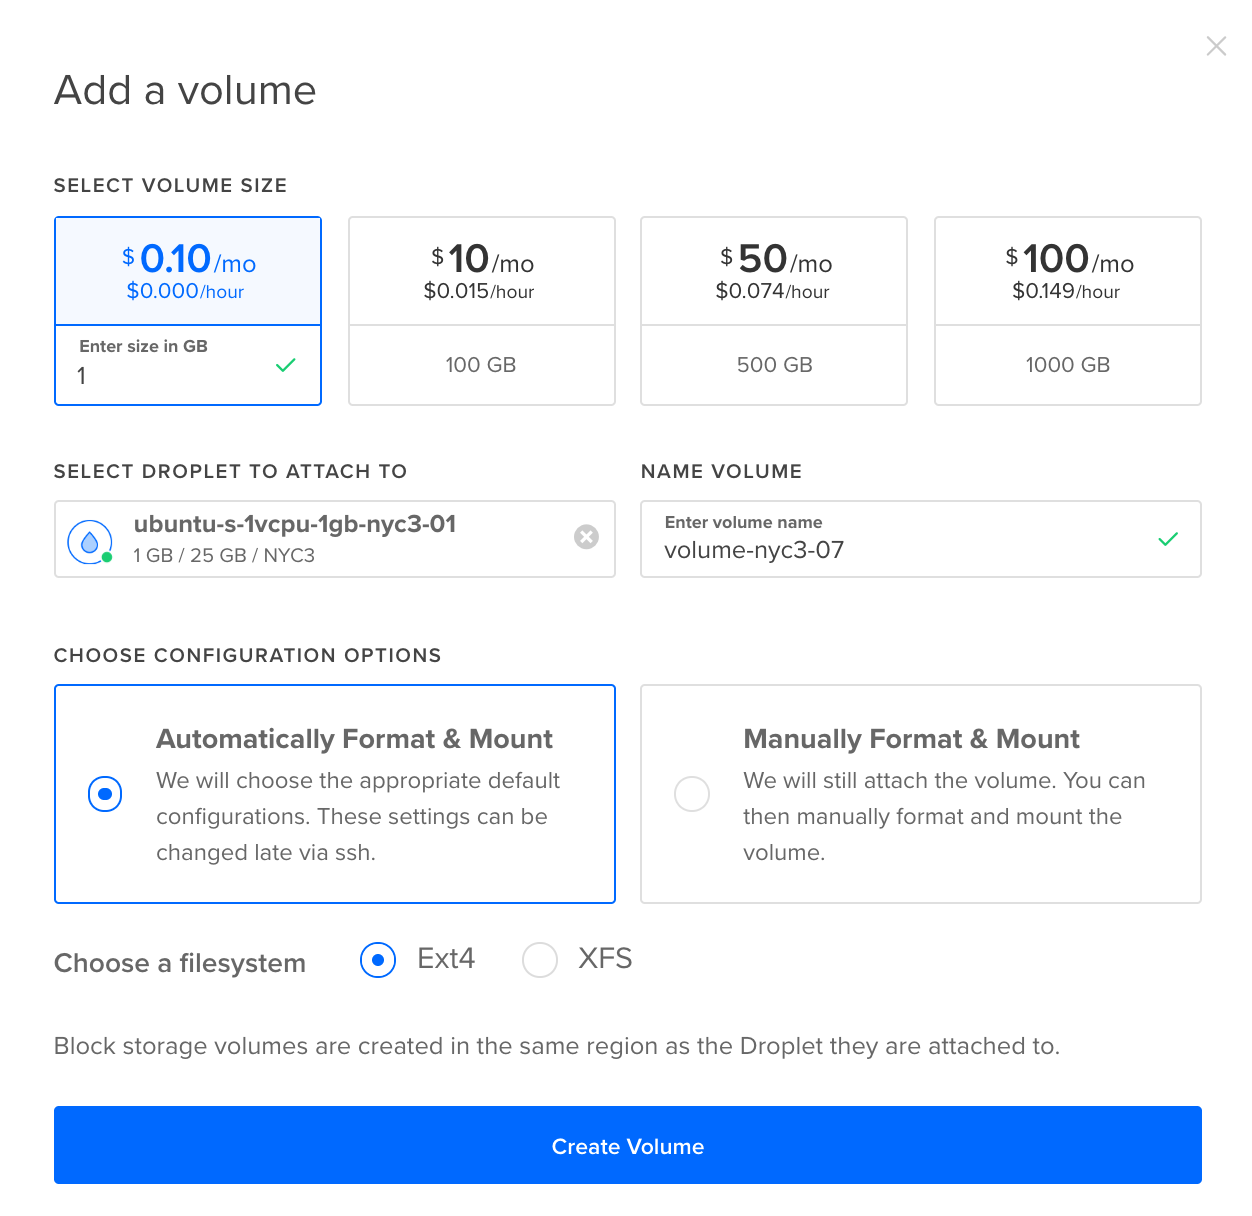 Add a volume
SELECT VOLUME SIZE
$ 0.10/mo
$0.000/hour
Enter size in GB
1
$ 10/mo
$0.015/hour
100 GB
$ 50/mo
$0.074/hour
500 GB
$ 100/mo
$0.149/hour
1000 GB
SELECT DROPLET TO ATTACH TO
ubuntu-s-1vcpu-1gb-nyc3-01
1 GB / 25 GB / NYC3
NAME VOLUME
Enter volume name
volume-nyc3-07
CHOOSE CONFIGURATION OPTIONS
Automatically Format & Mount
We will choose the appropriate default
configurations. These settings can be
changed late via ssh.
Manually Format & Mount
We will still attach the volume. You can
then manually format and mount the
volume.
Choose a filesystem
Ext4
XFS
Block storage volumes are created in the same region as the Droplet they are attached to.
Create Volume